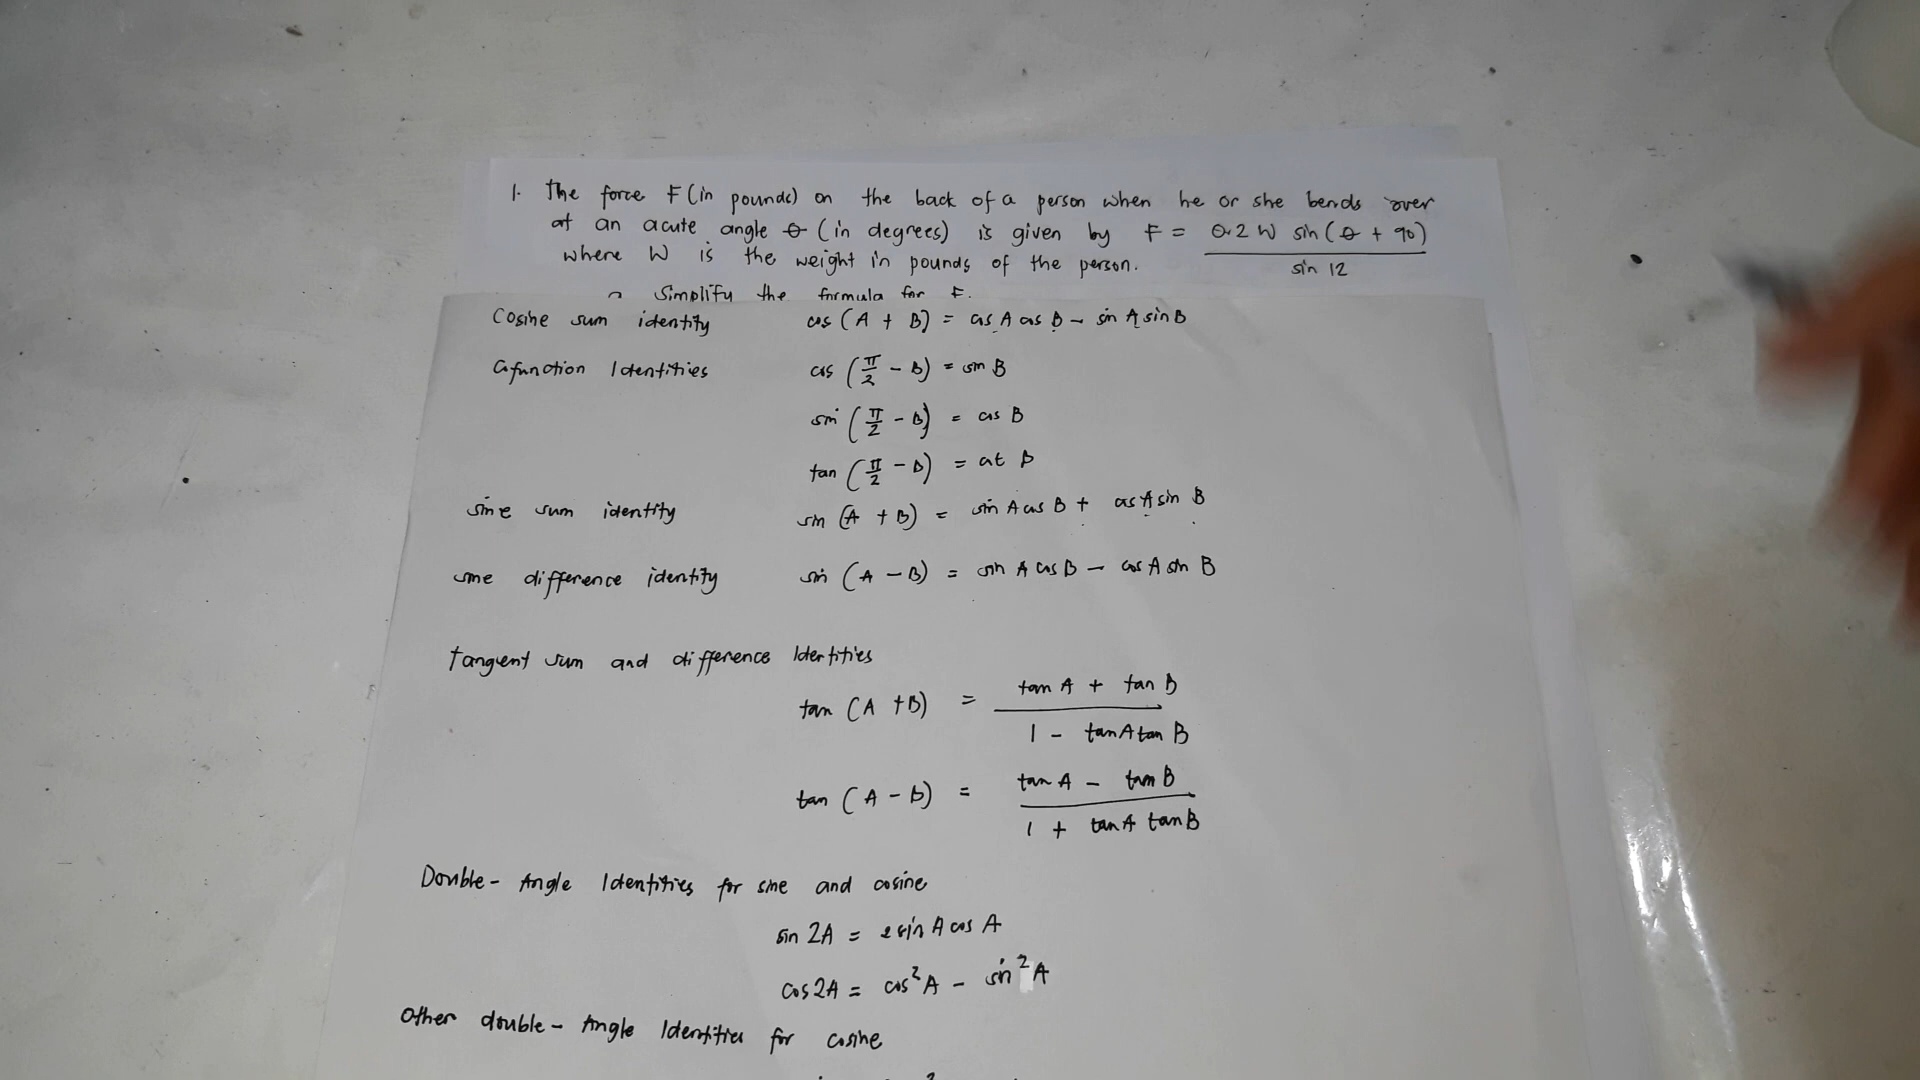 1. The force F (in pounds) on the back of a person when he or she bends over
at an acute angle θ (in degrees) is given by F = 0.2 W sin (θ + 90) / sin 12
where W is the weight in pounds of the person.
Simplify the formula for F.
Cosine sum identity cos (A + B) = cos A cos B - sin A sin B
Cofunction Identities cos (π/2 - B) = sin B
sin (π/2 - B) = cos B
tan (π/2 - B) = cot B
sine sum identity sin (A + B) = sin A cos B + cos A sin B
sine difference identity sin (A - B) = sin A cos B - cos A sin B
Tangent sum and difference Identities
tan (A + B) = tan A + tan B / 1 - tan A tan B
tan (A - B) = tan A - tan B / 1 + tan A tan B
Double-Angle Identities for sine and cosine
sin 2A = 2 sin A cos A
cos 2A = cos² A - sin² A
Other double-Angle Identities for cosine